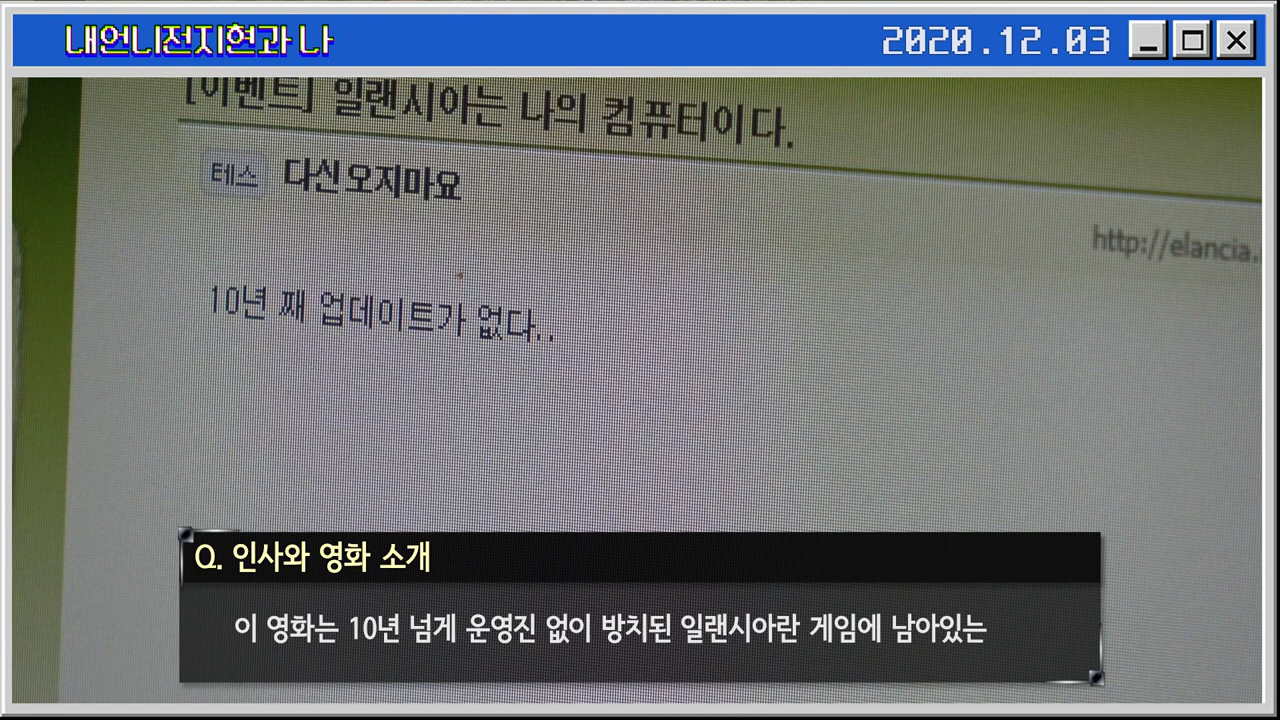 내언니전지현과 나
2020.12.03
[이벤트] 일랜시아는 나의 컴퓨터이다.
테스 다신오지마요
http://elancia.
10년 째 업데이트가 없다..
Q. 인사와 영화 소개
이 영화는 10년 넘게 운영진 없이 방치된 일랜시아란 게임에 남아있는